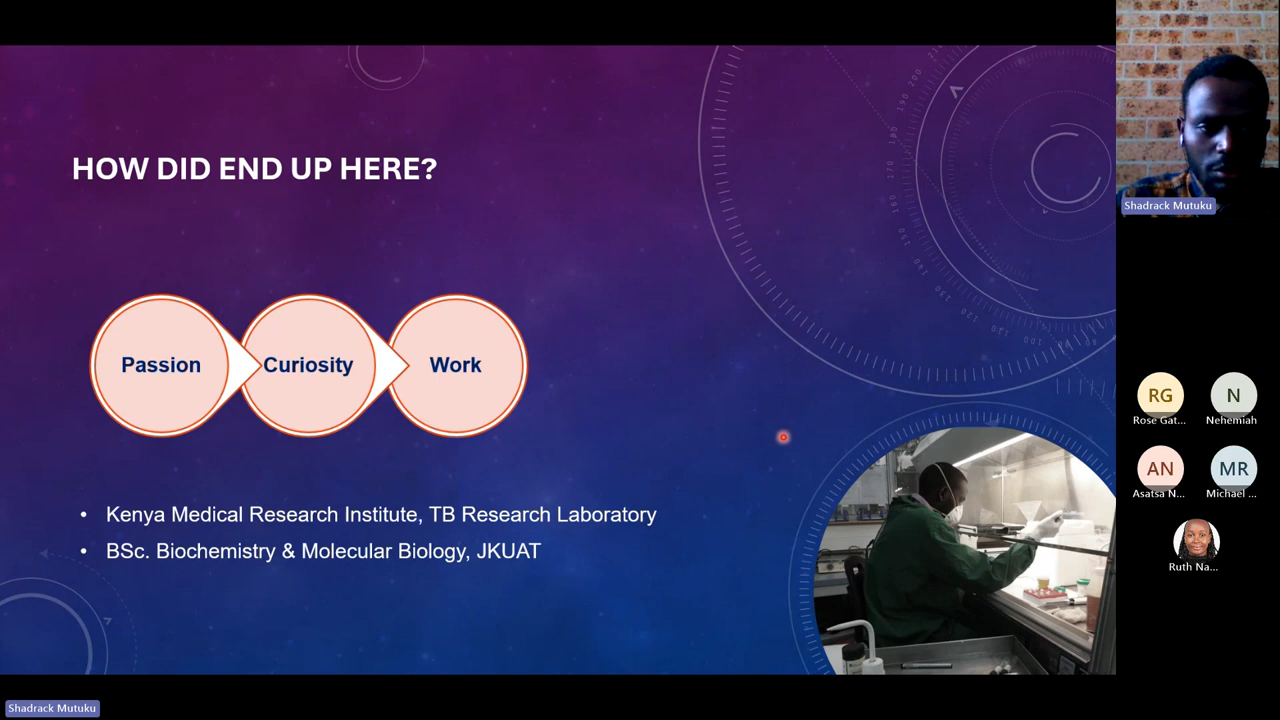 HOW DID END UP HERE?
Passion
Curiosity
Work
• Kenya Medical Research Institute, TB Research Laboratory
• BSc. Biochemistry & Molecular Biology, JKUAT
Shadrack Mutuku
RG
Rose Gat...
N
Nehemiah
AN
Asatsa N...
MR
Michael ...
Ruth Na...
Shadrack Mutuku